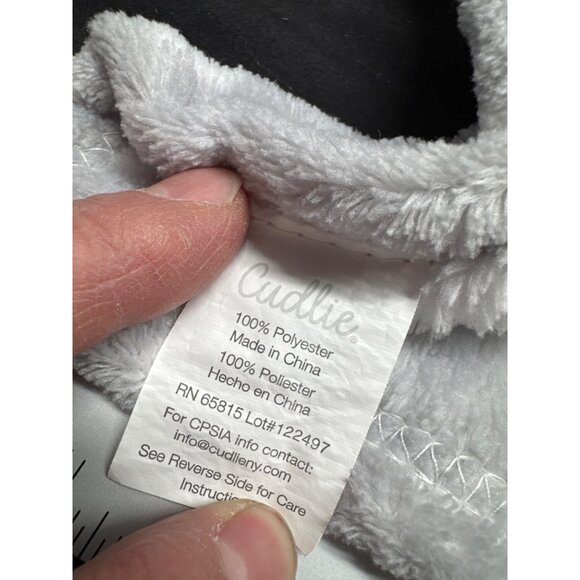 Cudlie®
100% Polyester
Made in China
100% Poliester
Hecho en China
RN 65815 Lot#122497
For CPSIA info contact:
info@cudlieny.com
See Reverse Side for Care